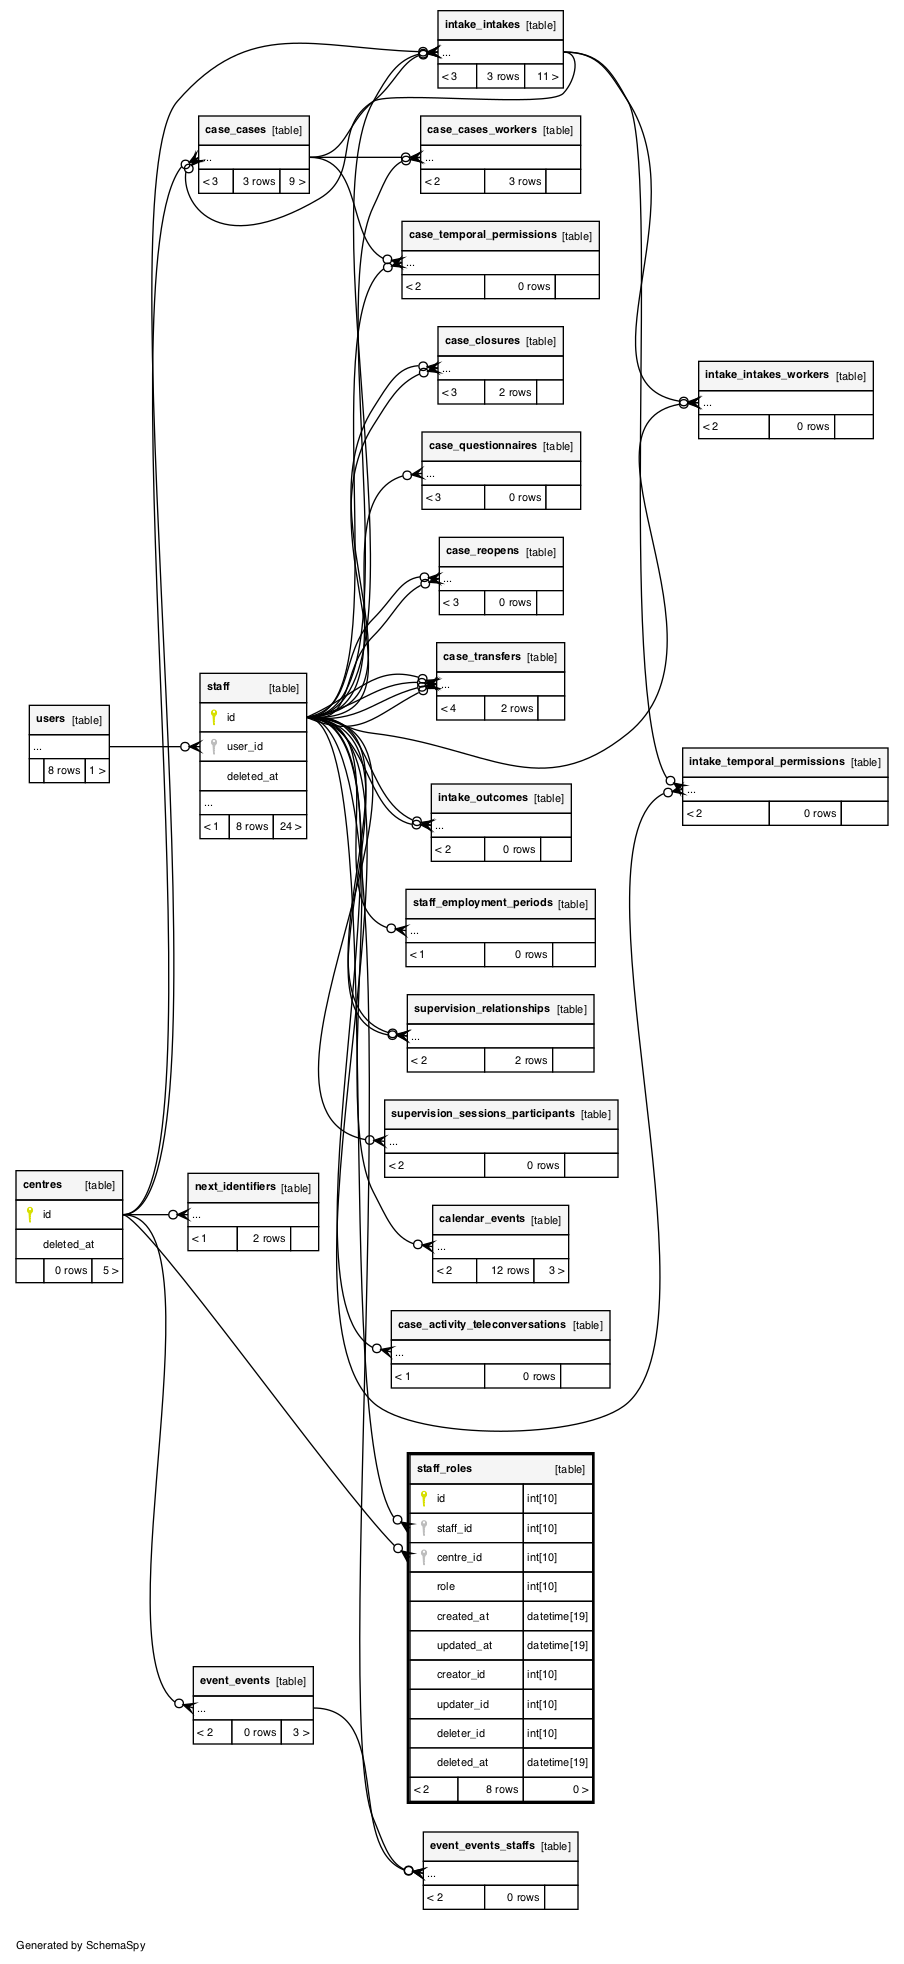 intake_intakes [table]
...
< 3 3 rows 11 >
case_cases [table]
...
< 3 3 rows 9 >
case_cases_workers [table]
...
< 2 3 rows
case_temporal_permissions [table]
...
< 2 0 rows
case_closures [table]
...
< 3 2 rows
intake_intakes_workers [table]
...
< 2 0 rows
case_questionnaires [table]
...
< 3 0 rows
case_reopens [table]
...
< 3 0 rows
case_transfers [table]
...
< 4 2 rows
staff [table]
id
user_id
deleted_at
...
< 1 8 rows 24 >
users [table]
...
8 rows 1 >
intake_temporal_permissions [table]
...
< 2 0 rows
intake_outcomes [table]
...
< 2 0 rows
staff_employment_periods [table]
...
< 1 0 rows
supervision_relationships [table]
...
< 2 2 rows
supervision_sessions_participants [table]
...
< 2 0 rows
centres [table]
id
deleted_at
0 rows 5 >
next_identifiers [table]
...
< 1 2 rows
calendar_events [table]
...
< 2 12 rows 3 >
case_activity_teleconversations [table]
...
< 1 0 rows
staff_roles [table]
id int[10]
staff_id int[10]
centre_id int[10]
role int[10]
created_at datetime[19]
updated_at datetime[19]
creator_id int[10]
updater_id int[10]
deleter_id int[10]
deleted_at datetime[19]
< 2 8 rows 0 >
event_events [table]
...
< 2 0 rows 3 >
event_events_staffs [table]
...
< 2 0 rows
Generated by SchemaSpy